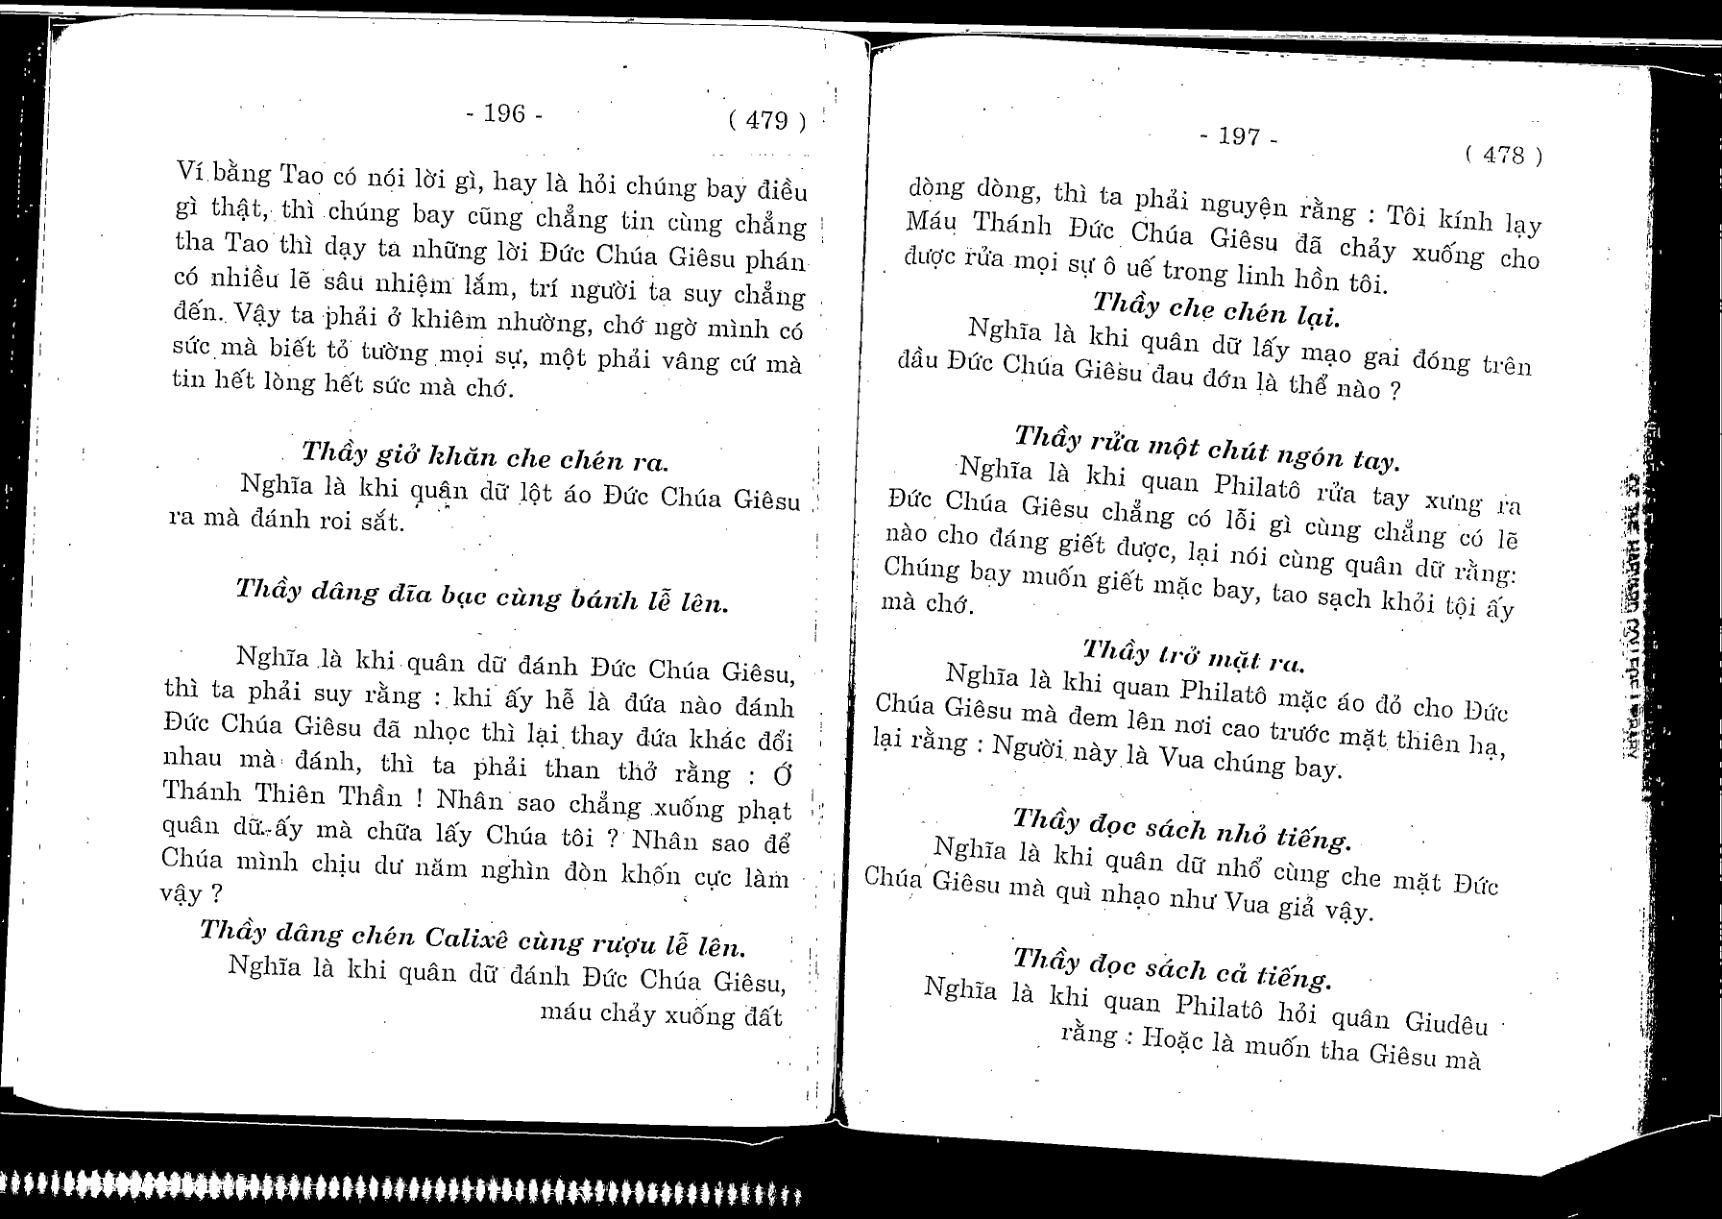 - 196 -
( 479 )
Ví bằng Tao có nói lời gì, hay là hỏi chúng bay điều
gì thật, thì chúng bay cũng chẳng tin cùng chẳng
tha Tao thì dạy ta những lời Đức Chúa Giêsu phán
có nhiều lẽ sâu nhiệm lắm, trí người ta suy chẳng
đến. Vậy ta phải ở khiêm nhường, chớ ngờ mình có
sức mà biết tỏ tường mọi sự, một phải vâng cứ mà
tin hết lòng hết sức mà chớ.
Thầy giở khăn che chén ra.
Nghĩa là khi quân dữ lột áo Đức Chúa Giêsu
ra mà đánh roi sắt.
Thầy dâng đĩa bạc cùng bánh lễ lên.
Nghĩa là khi quân dữ đánh Đức Chúa Giêsu,
thì ta phải suy rằng : khi ấy hễ là đứa nào đánh
Đức Chúa Giêsu đã nhọc thì lại thay đứa khác đổi
nhau mà đánh, thì ta phải than thở rằng : Ớ
Thánh Thiên Thần ! Nhân sao chẳng xuống phạt
quân dữ ấy mà chữa lấy Chúa tôi ? Nhân sao để
Chúa mình chịu dư năm nghìn đòn khốn cực làm
vậy ?
Thầy dâng chén Calixê cùng rượu lễ lên.
Nghĩa là khi quân dữ đánh Đức Chúa Giêsu,
máu chảy xuống đất
- 197 -
( 478 )
dòng dòng, thì ta phải nguyện rằng : Tôi kính lạy
Máu Thánh Đức Chúa Giêsu đã chảy xuống cho
được rửa mọi sự ô uế trong linh hồn tôi.
Thầy che chén lại.
Nghĩa là khi quân dữ lấy mạo gai đóng trên
đầu Đức Chúa Giêsu đau đớn là thể nào ?
Thầy rửa một chút ngón tay.
Nghĩa là khi quan Philatô rửa tay xưng ra
Đức Chúa Giêsu chẳng có lỗi gì cùng chẳng có lẽ
nào cho đáng giết được, lại nói cùng quân dữ rằng:
Chúng bay muốn giết mặc bay, tao sạch khỏi tội ấy
mà chớ.
Thầy trở mặt ra.
Nghĩa là khi quan Philatô mặc áo đỏ cho Đức
Chúa Giêsu mà đem lên nơi cao trước mặt thiên hạ,
lại rằng : Người này là Vua chúng bay.
Thầy đọc sách nhỏ tiếng.
Nghĩa là khi quân dữ nhổ cùng che mặt Đức
Chúa Giêsu mà quì nhạo như Vua giả vậy.
Thầy đọc sách cả tiếng.
Nghĩa là khi quan Philatô hỏi quân Giudêu
rằng : Hoặc là muốn tha Giêsu mà